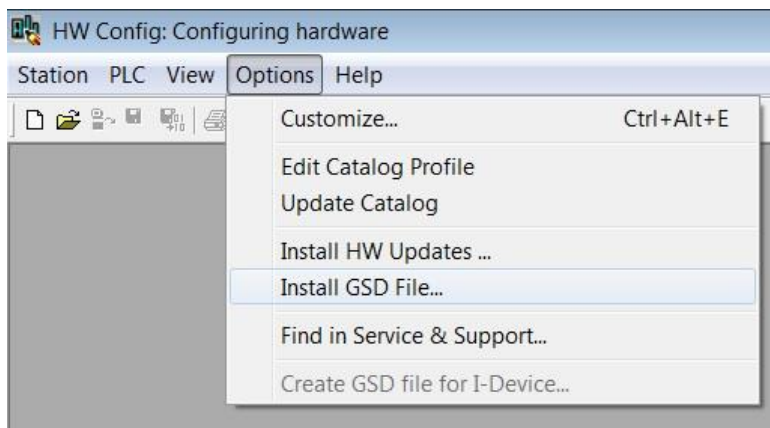 HW Config: Configuring hardware
Station PLC View Options Help
Customize... Ctrl+Alt+E
Edit Catalog Profile
Update Catalog
Install HW Updates ...
Install GSD File...
Find in Service & Support...
Create GSD file for I-Device...